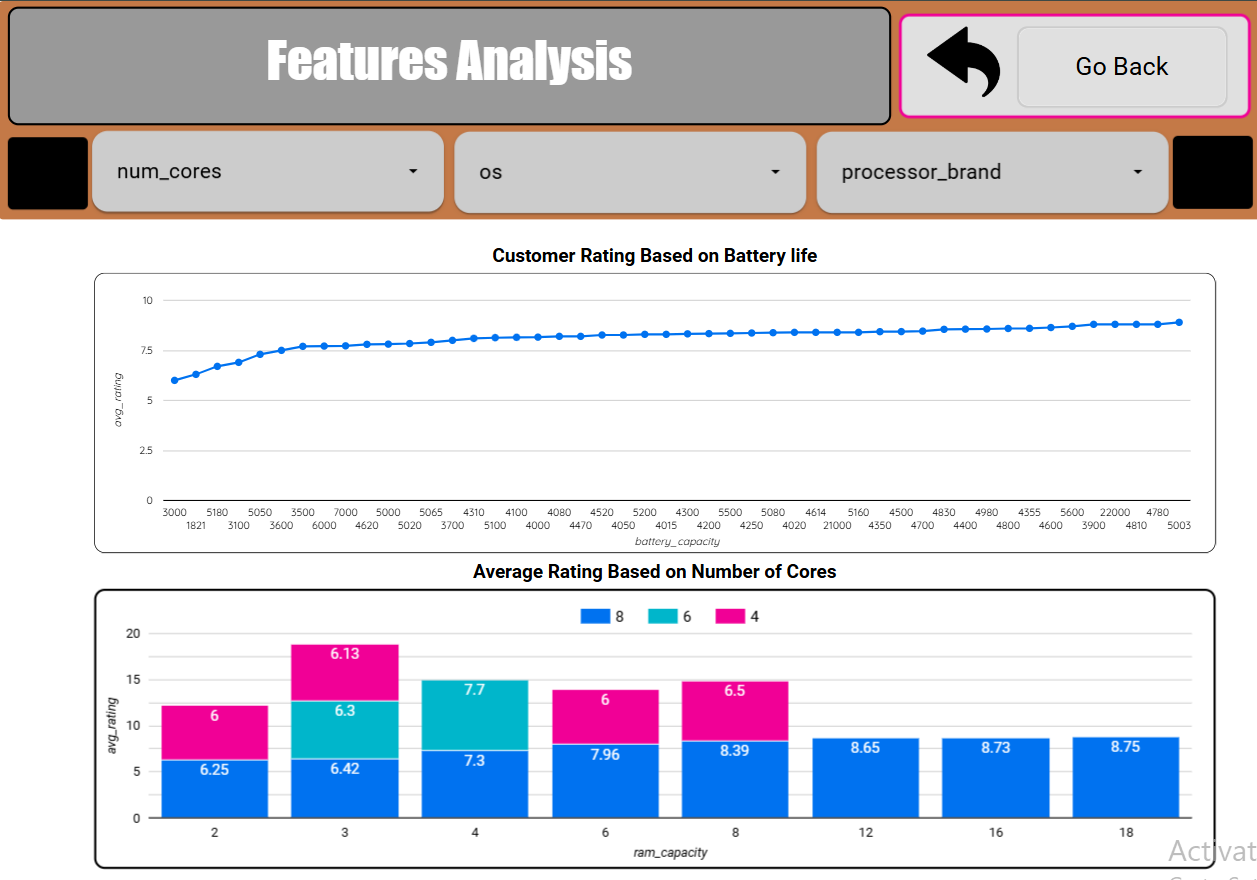 Features Analysis
Go Back
num_cores
os
processor_brand
Customer Rating Based on Battery life
10
7.5
5
2.5
0
avg_rating
3000 5180 5050 3500 7000 5000 5065 4310 4100 4080 4520 5200 4300 5500 5080 4614 5160 4500 4830 4980 4355 5600 22000 4780
1821 3100 3600 6000 4620 5020 3700 5100 4000 4470 4050 4015 4200 4250 4020 21000 4350 4700 4400 4800 4600 3900 4810 5003
battery_capacity
Average Rating Based on Number of Cores
8 6 4
20
15
10
5
0
avg_rating
6.13
6.3
6.42
6
6.25
7.7
7.3
6
7.96
6.5
8.39
8.65
8.73
8.75
2 3 4 6 8 12 16 18
ram_capacity
Activat